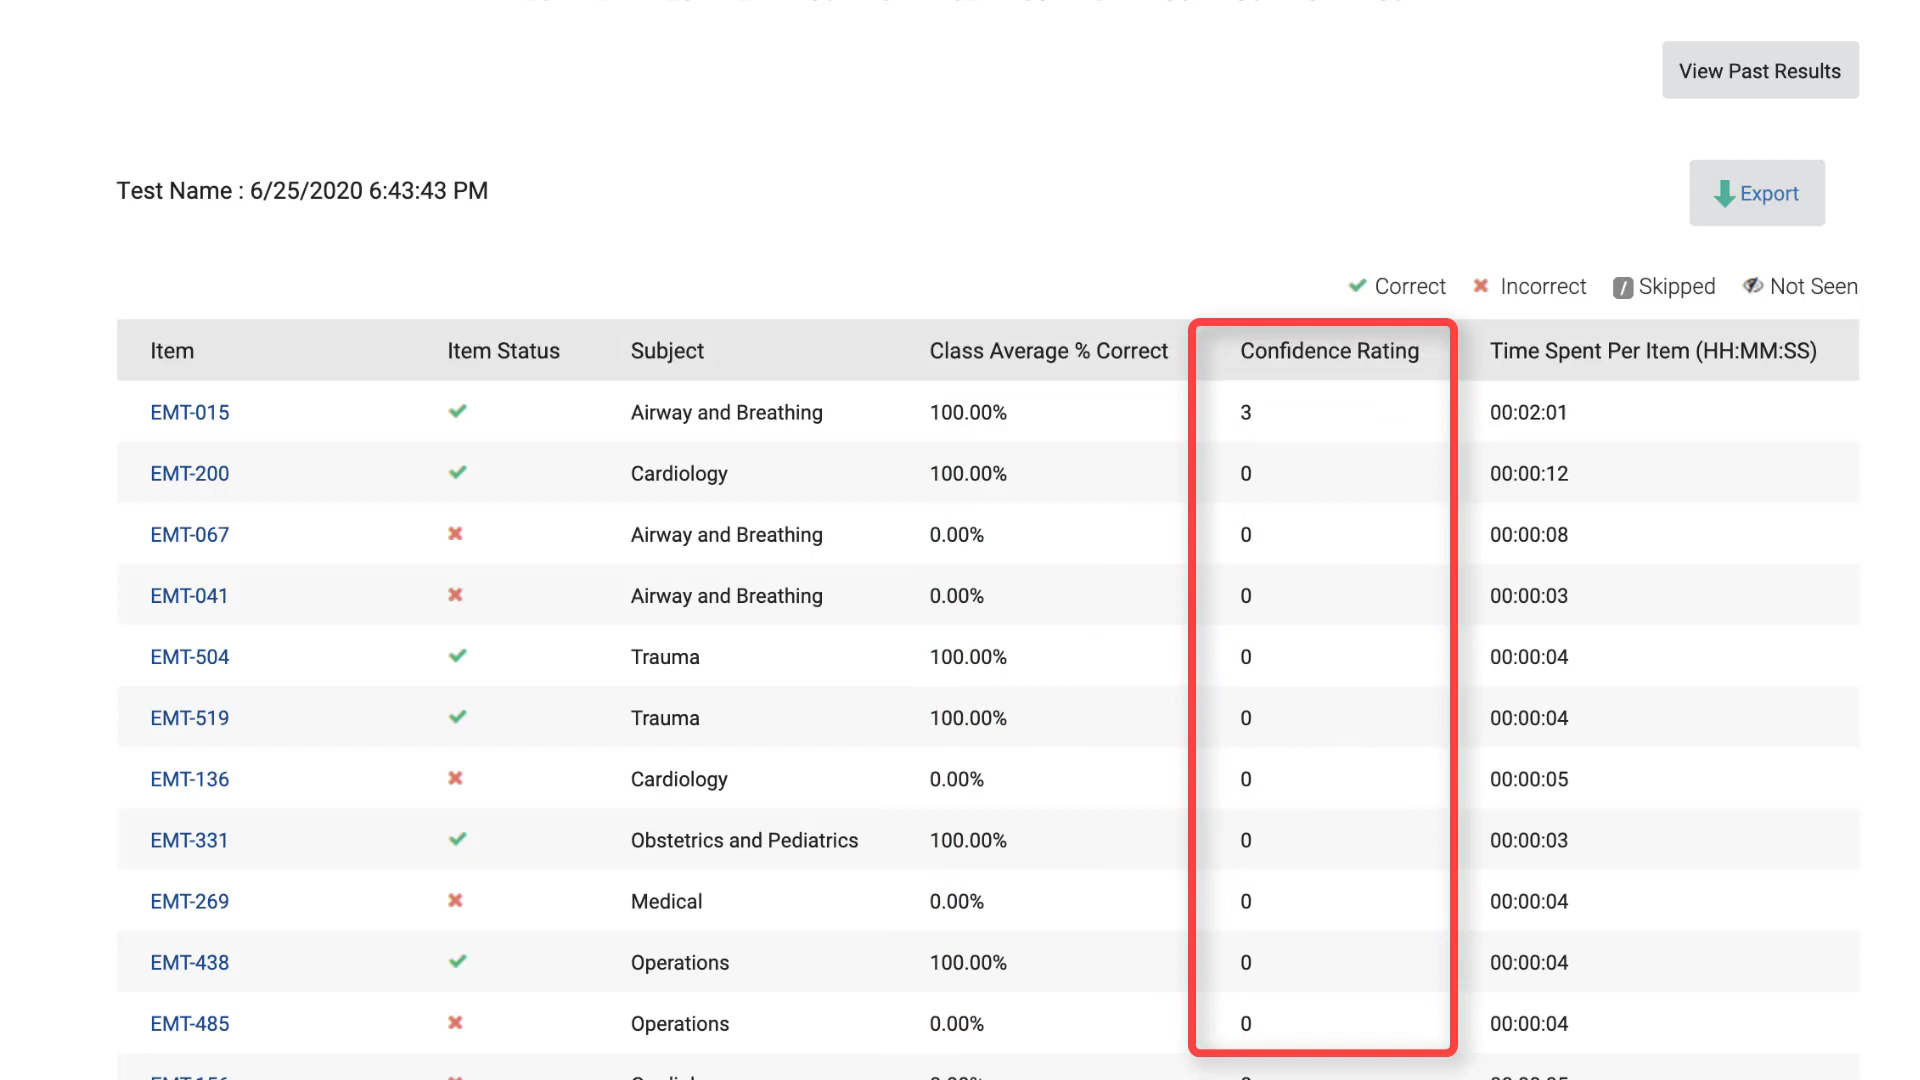 View Past Results
Test Name : 6/25/2020 6:43:43 PM
Export
Correct Incorrect Skipped Not Seen
Item Item Status Subject Class Average % Correct Confidence Rating Time Spent Per Item (HH:MM:SS)
EMT-015 Airway and Breathing 100.00% 3 00:02:01
EMT-200 Cardiology 100.00% 0 00:00:12
EMT-067 Airway and Breathing 0.00% 0 00:00:08
EMT-041 Airway and Breathing 0.00% 0 00:00:03
EMT-504 Trauma 100.00% 0 00:00:04
EMT-519 Trauma 100.00% 0 00:00:04
EMT-136 Cardiology 0.00% 0 00:00:05
EMT-331 Obstetrics and Pediatrics 100.00% 0 00:00:03
EMT-269 Medical 0.00% 0 00:00:04
EMT-438 Operations 100.00% 0 00:00:04
EMT-485 Operations 0.00% 0 00:00:04